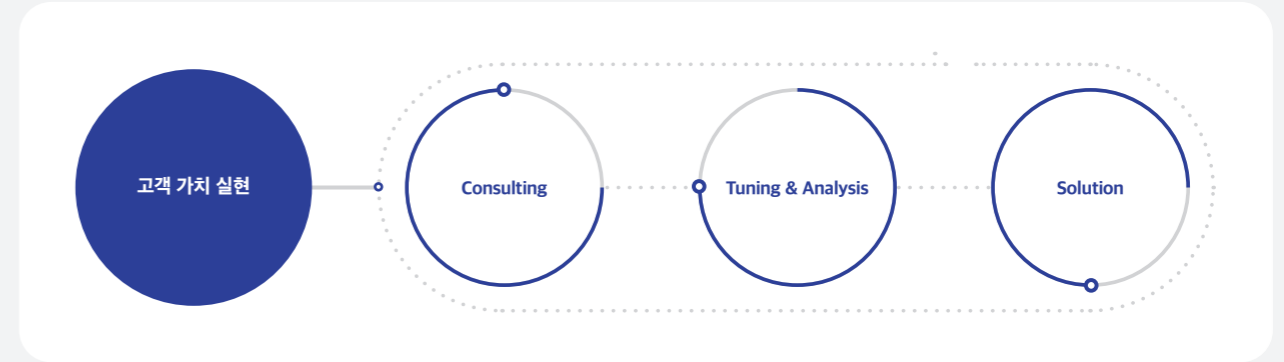 고객 가치 실현
Consulting
Tuning & Analysis
Solution